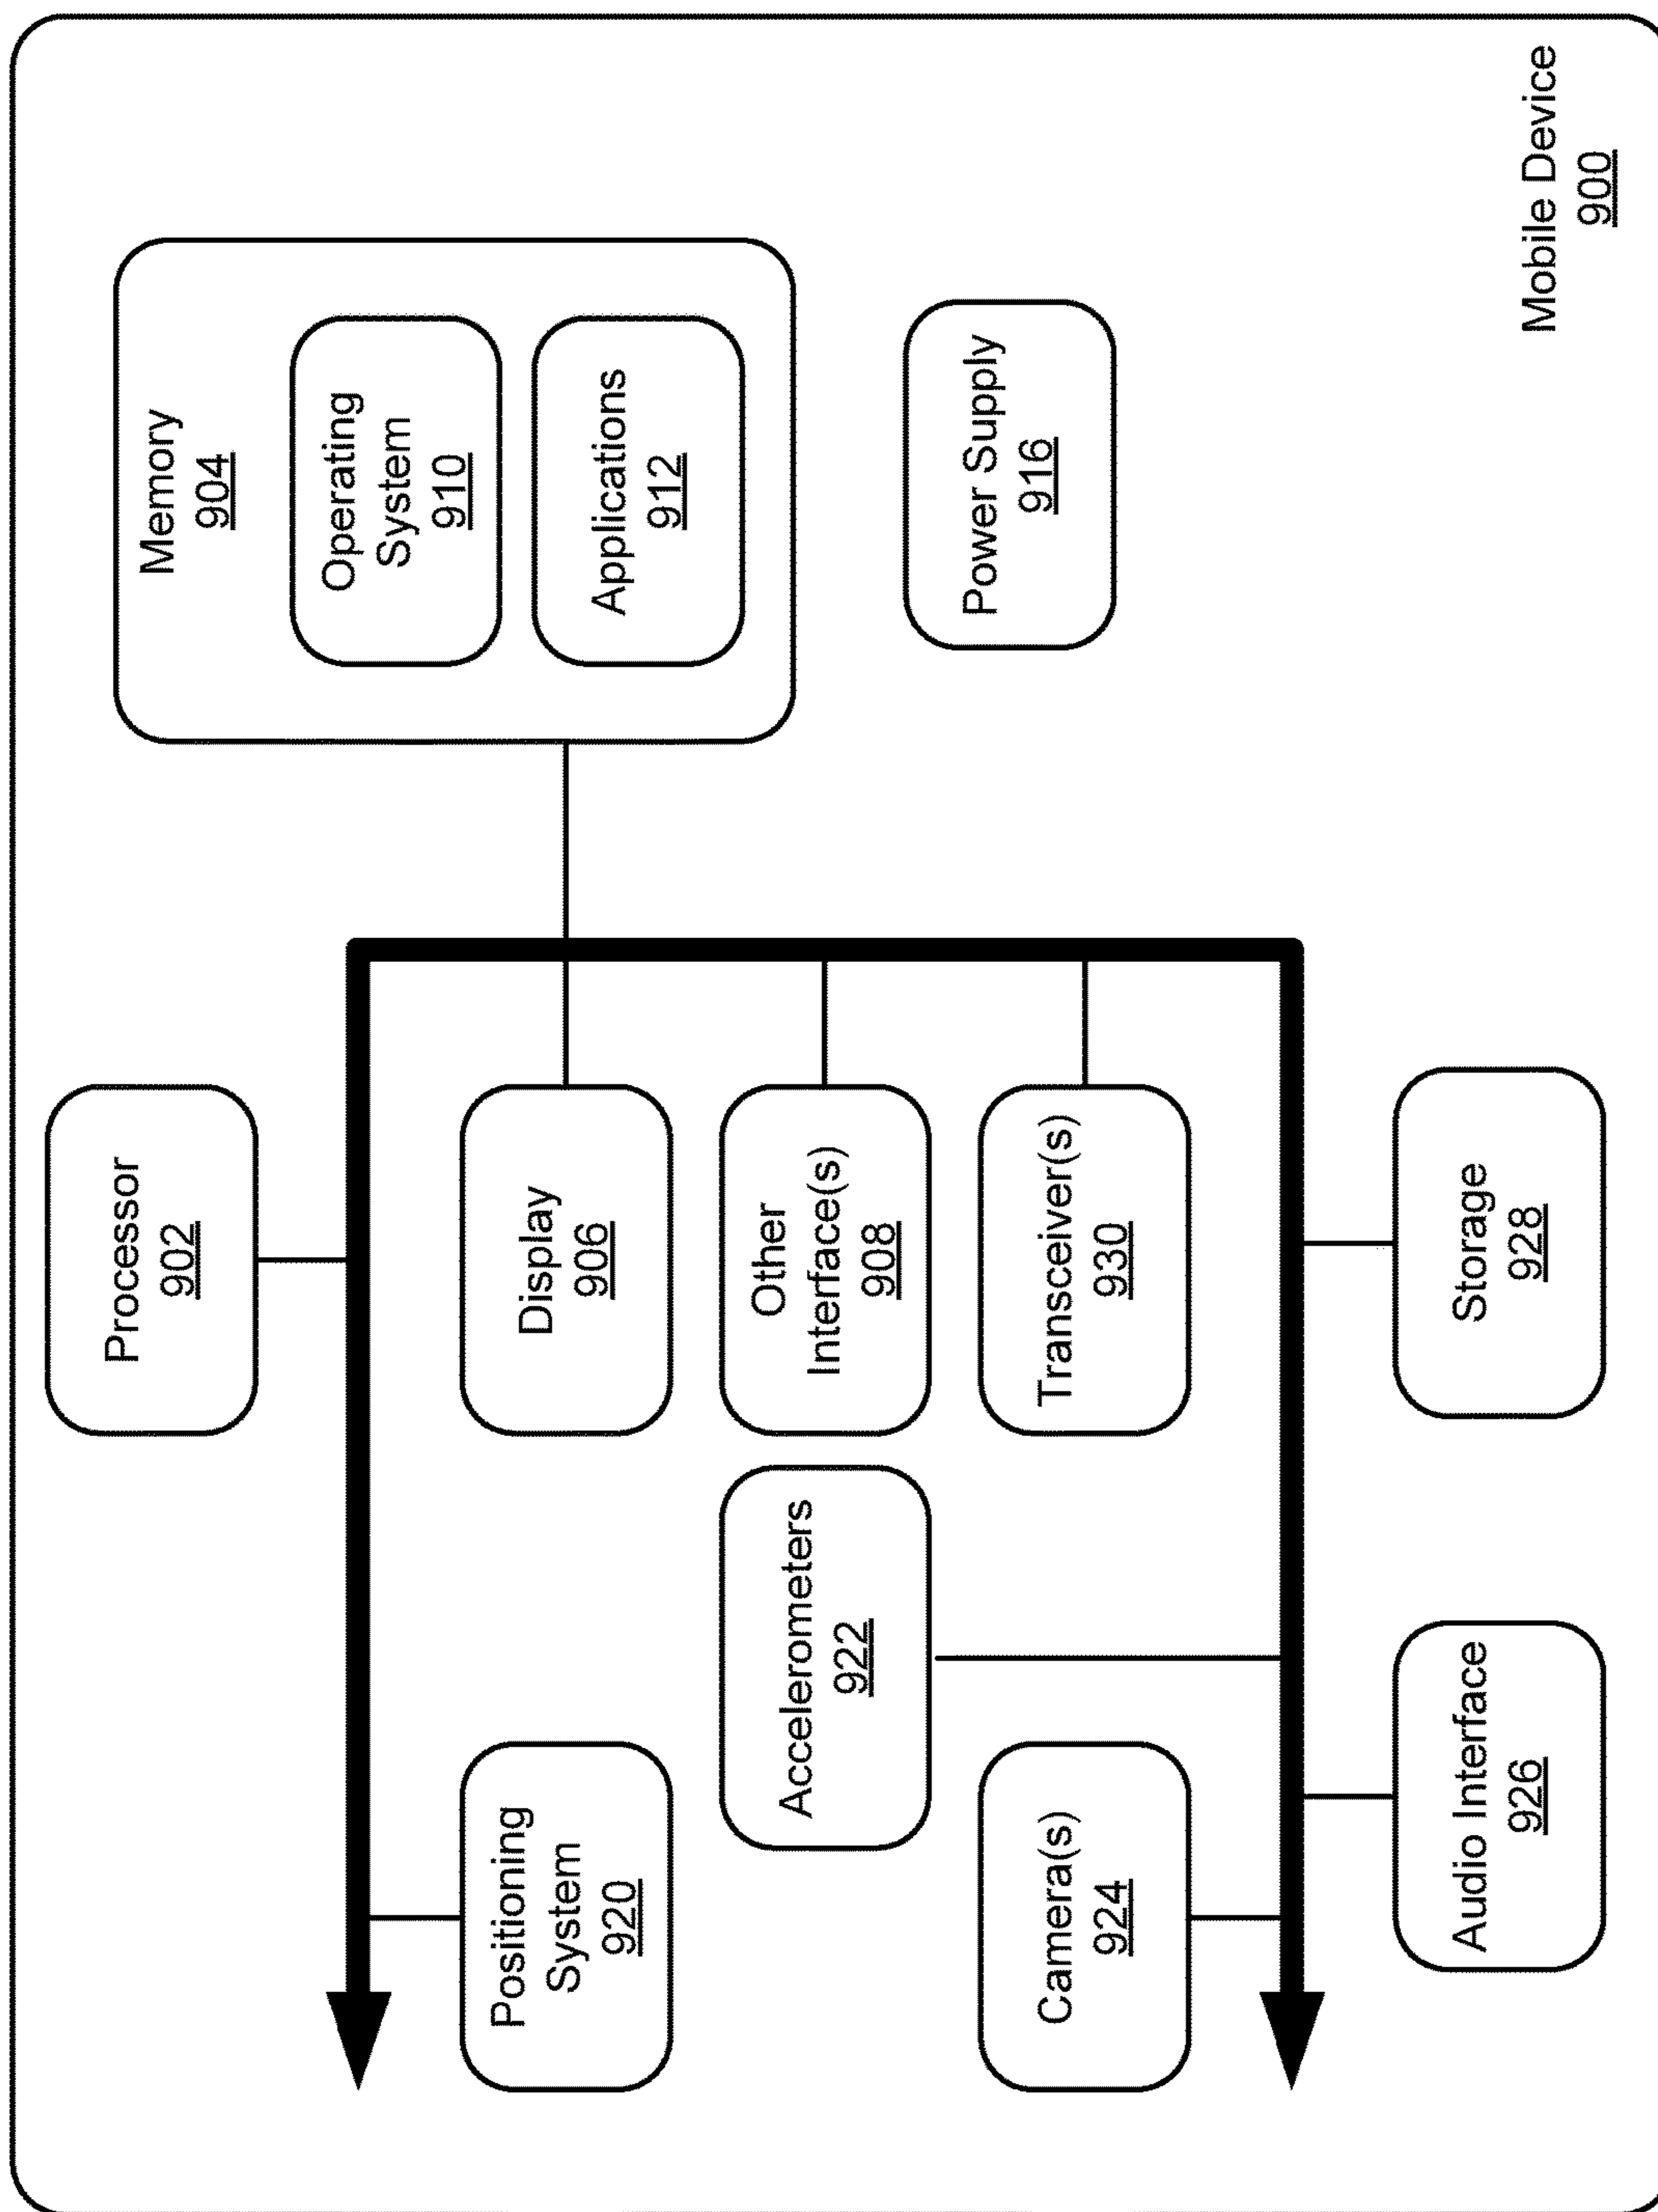 Processor
902
Memory
904
Operating
System
910
Applications
912
Positioning
System
920
Display
906
Accelerometers
922
Other
Interface(s)
908
Power Supply
916
Camera(s)
924
Transceiver(s)
930
Audio Interface
926
Storage
928
Mobile Device
900